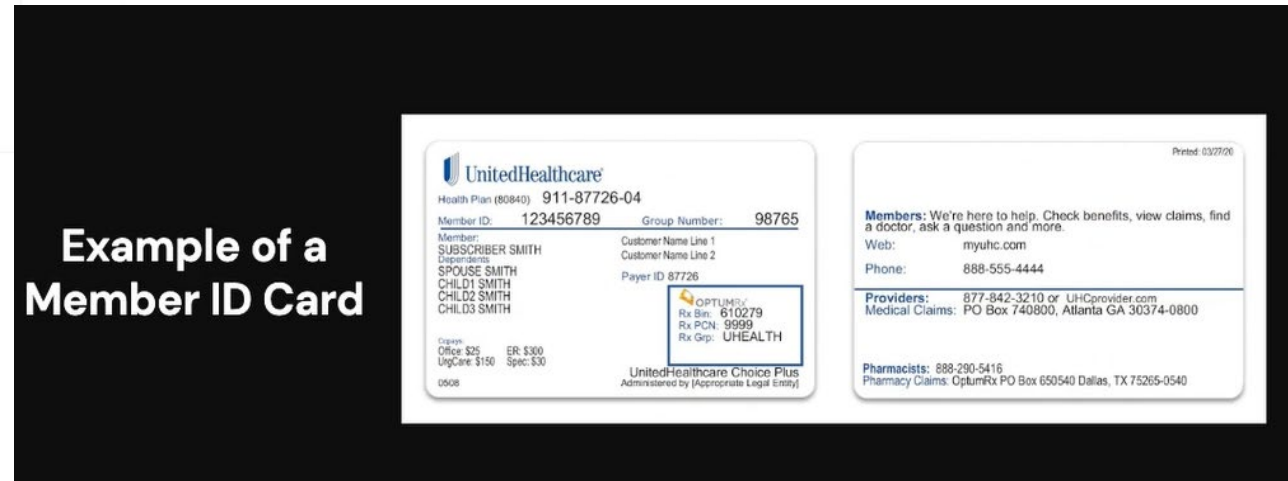 Example of a
Member ID Card
UnitedHealthcare®
Health Plan (80840) 911-87726-04
Member ID: 123456789 Group Number: 98765
Member:
SUBSCRIBER SMITH
Dependents
SPOUSE SMITH
CHILD1 SMITH
CHILD2 SMITH
CHILD3 SMITH
Customer Name Line 1
Customer Name Line 2
Payer ID 87726
OPTUMRx
Rx Bin: 610279
Rx PCN: 9999
Rx Grp: UHEALTH
Copays:
Office: $25 ER: $300
UrgCare: $150 Spec: $30
UnitedHealthcare Choice Plus
0508 Administered by [Appropriate Legal Entity]
Printed: 03/27/20
Members: We're here to help. Check benefits, view claims, find
a doctor, ask a question and more.
Web: myuhc.com
Phone: 888-555-4444
Providers: 877-842-3210 or UHCprovider.com
Medical Claims: PO Box 740800, Atlanta GA 30374-0800
Pharmacists: 888-290-5416
Pharmacy Claims: OptumRx PO Box 650540 Dallas, TX 75265-0540